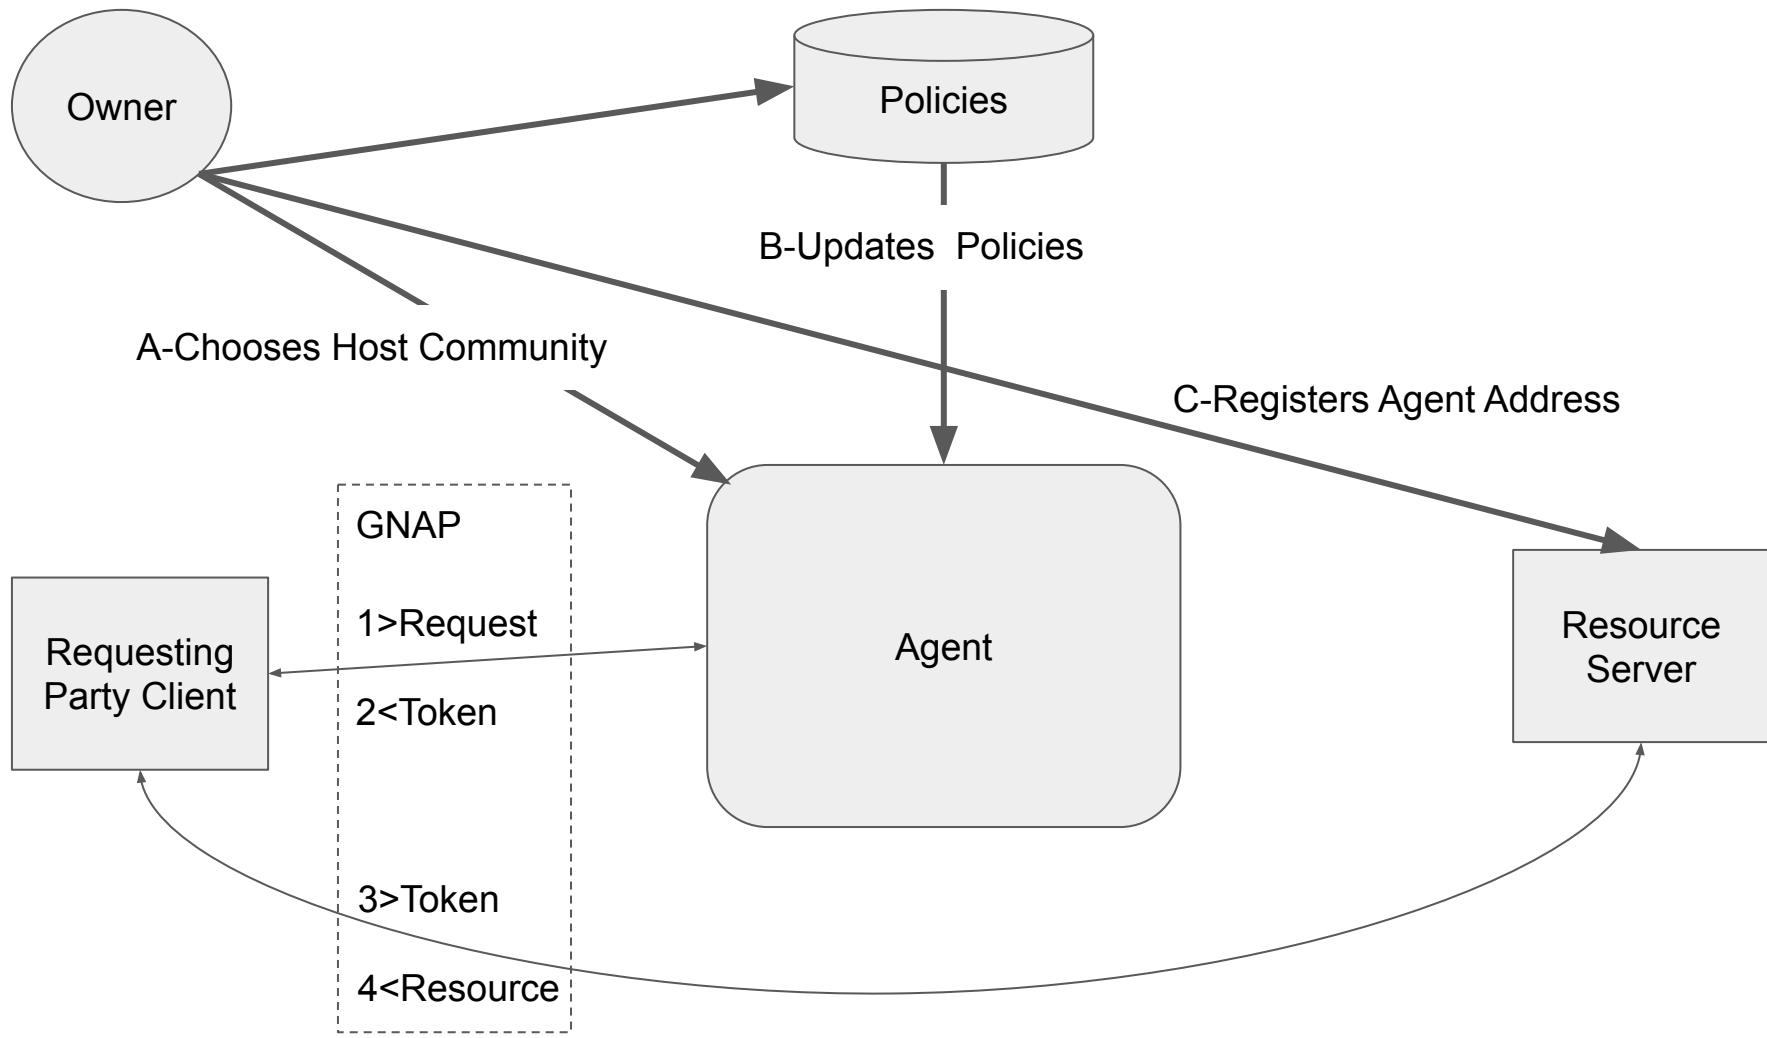 Owner
Policies
B-Updates  Policies
A-Chooses Host Community
C-Registers Agent Address
GNAP
1>Request
2<Token
3>Token
4<Resource
Requesting
Party Client
Agent
Resource
Server